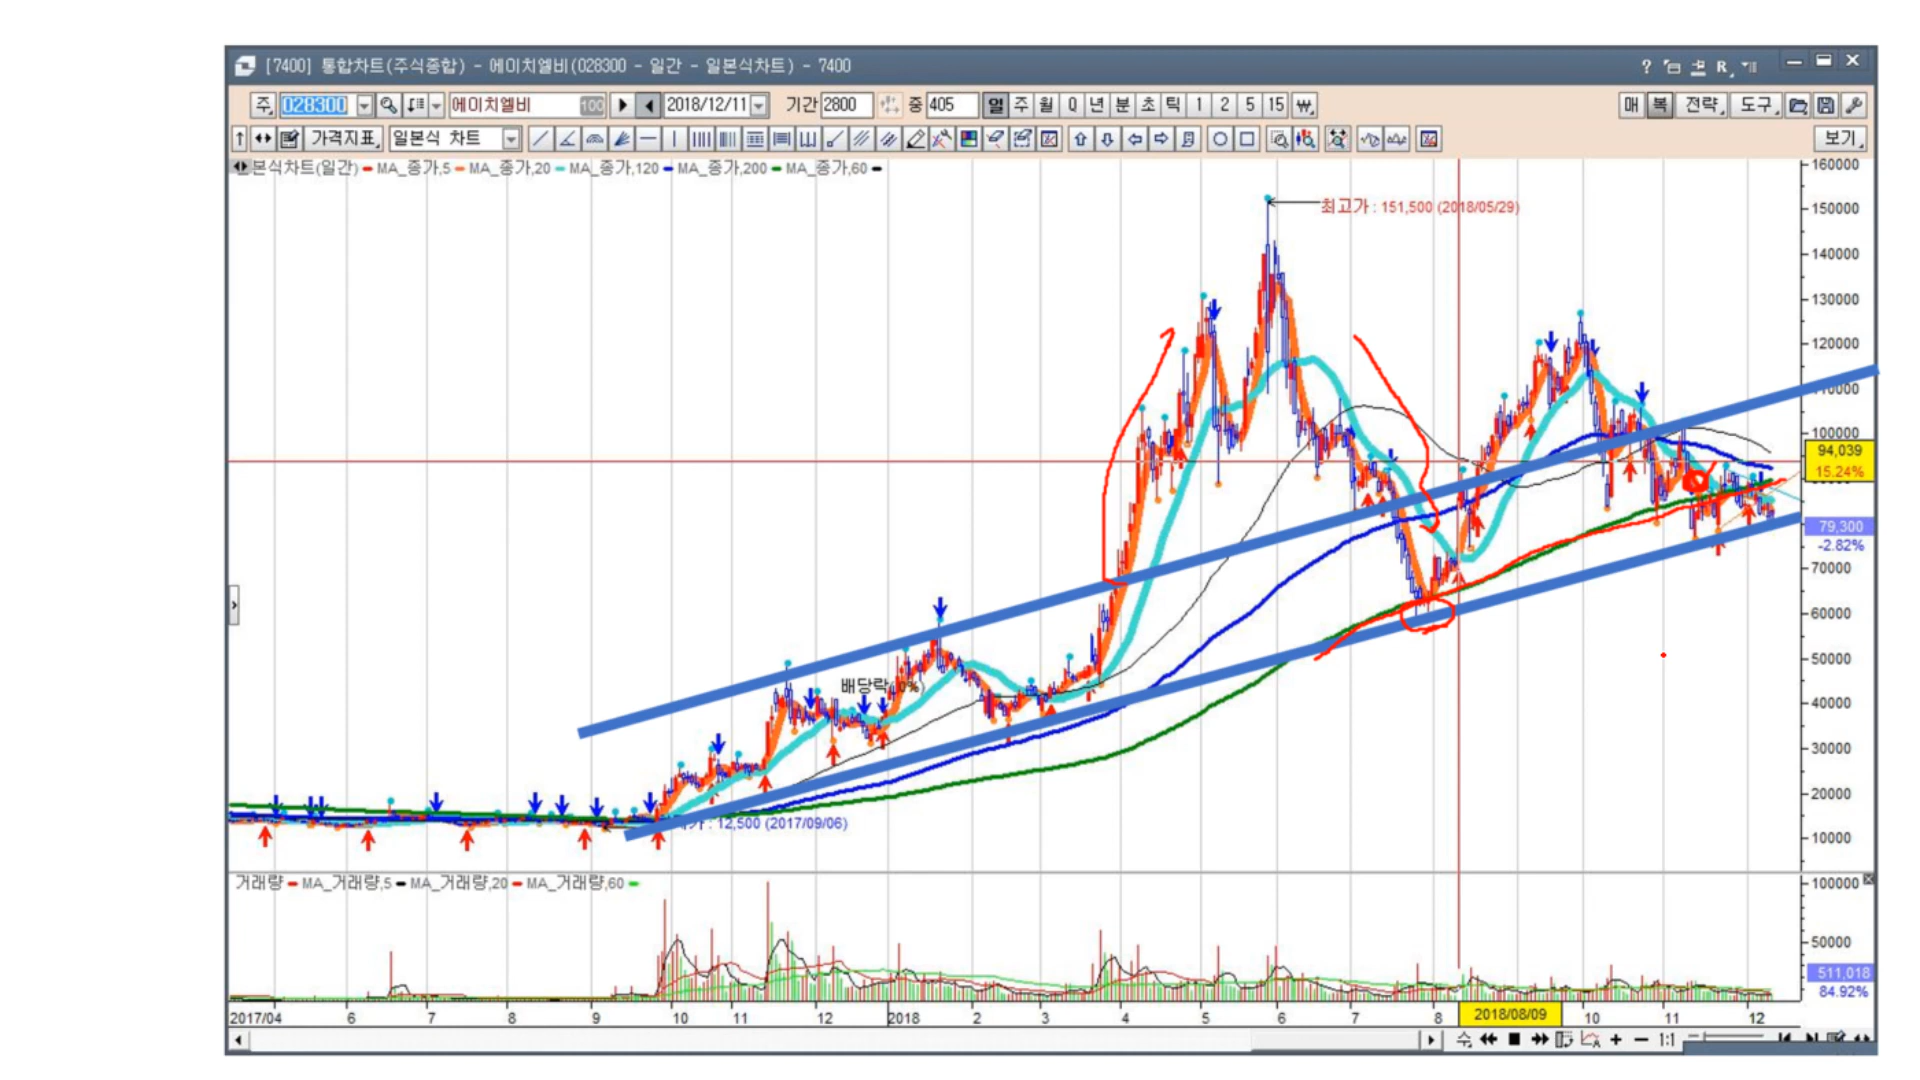 [7400] 통합차트(주식종합) - 에이치엘비(028300 - 일간 - 일본식차트) - 7400
? R
주 028300 에이치엘비 100 2018/12/11 기간 2800 중 405 일 주 월 Q 년 분 초 틱 1 2 5 15 ₩ 매 복 전략 도구
가격지표 일본식 차트 보기
본식차트(일간) MA_종가,5 MA_종가,20 MA_종가,120 MA_종가,200 MA_종가,60
160000
최고가 : 151,500 (2018/05/29)
150000
140000
130000
120000
100000
94,039
15.24%
79,300
-2.82%
70000
60000
50000
배당락
0%)
40000
30000
20000
: 12,500 (2017/09/06)
10000
거래량 MA_거래량,5 MA_거래량,20 MA_거래량,60
100000
50000
511,018
84.92%
2017/04 6 7 8 9 10 11 12 2018 2 3 4 5 6 7 8 2018/08/09 10 11 12
수 1:1